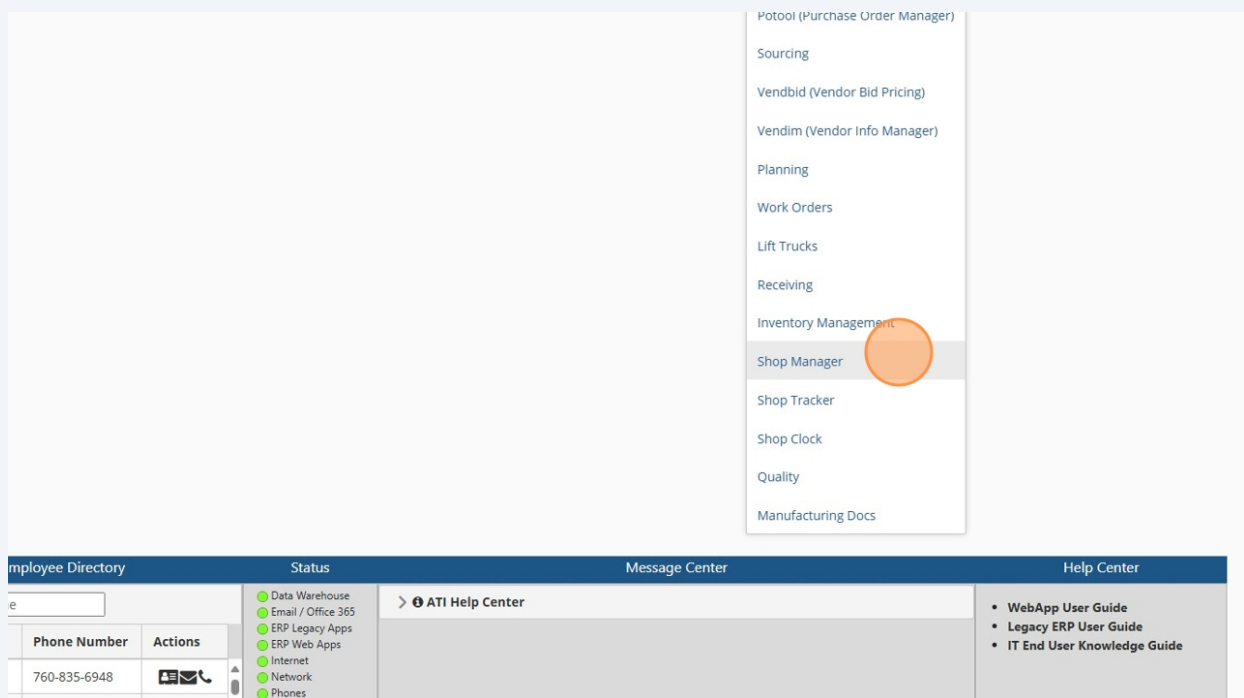 Potool (Purchase Order Manager)
Sourcing
Vendbid (Vendor Bid Pricing)
Vendim (Vendor Info Manager)
Planning
Work Orders
Lift Trucks
Receiving
Inventory Management
Shop Manager
Shop Tracker
Shop Clock
Quality
Manufacturing Docs
mployee Directory
Phone Number Actions
760-835-6948
Status
Data Warehouse
Email / Office 365
ERP Legacy Apps
ERP Web Apps
Internet
Network
Phones
Message Center
ATI Help Center
Help Center
WebApp User Guide
Legacy ERP User Guide
IT End User Knowledge Guide